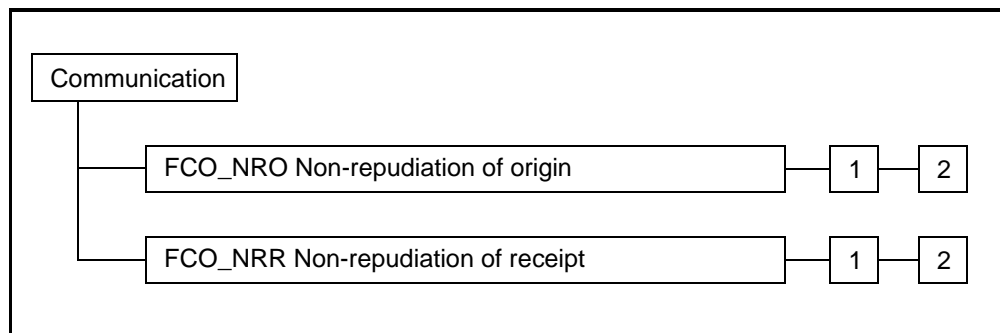 Communication
FCO_NRO Non-repudiation of origin 1 2
FCO_NRR Non-repudiation of receipt 1 2